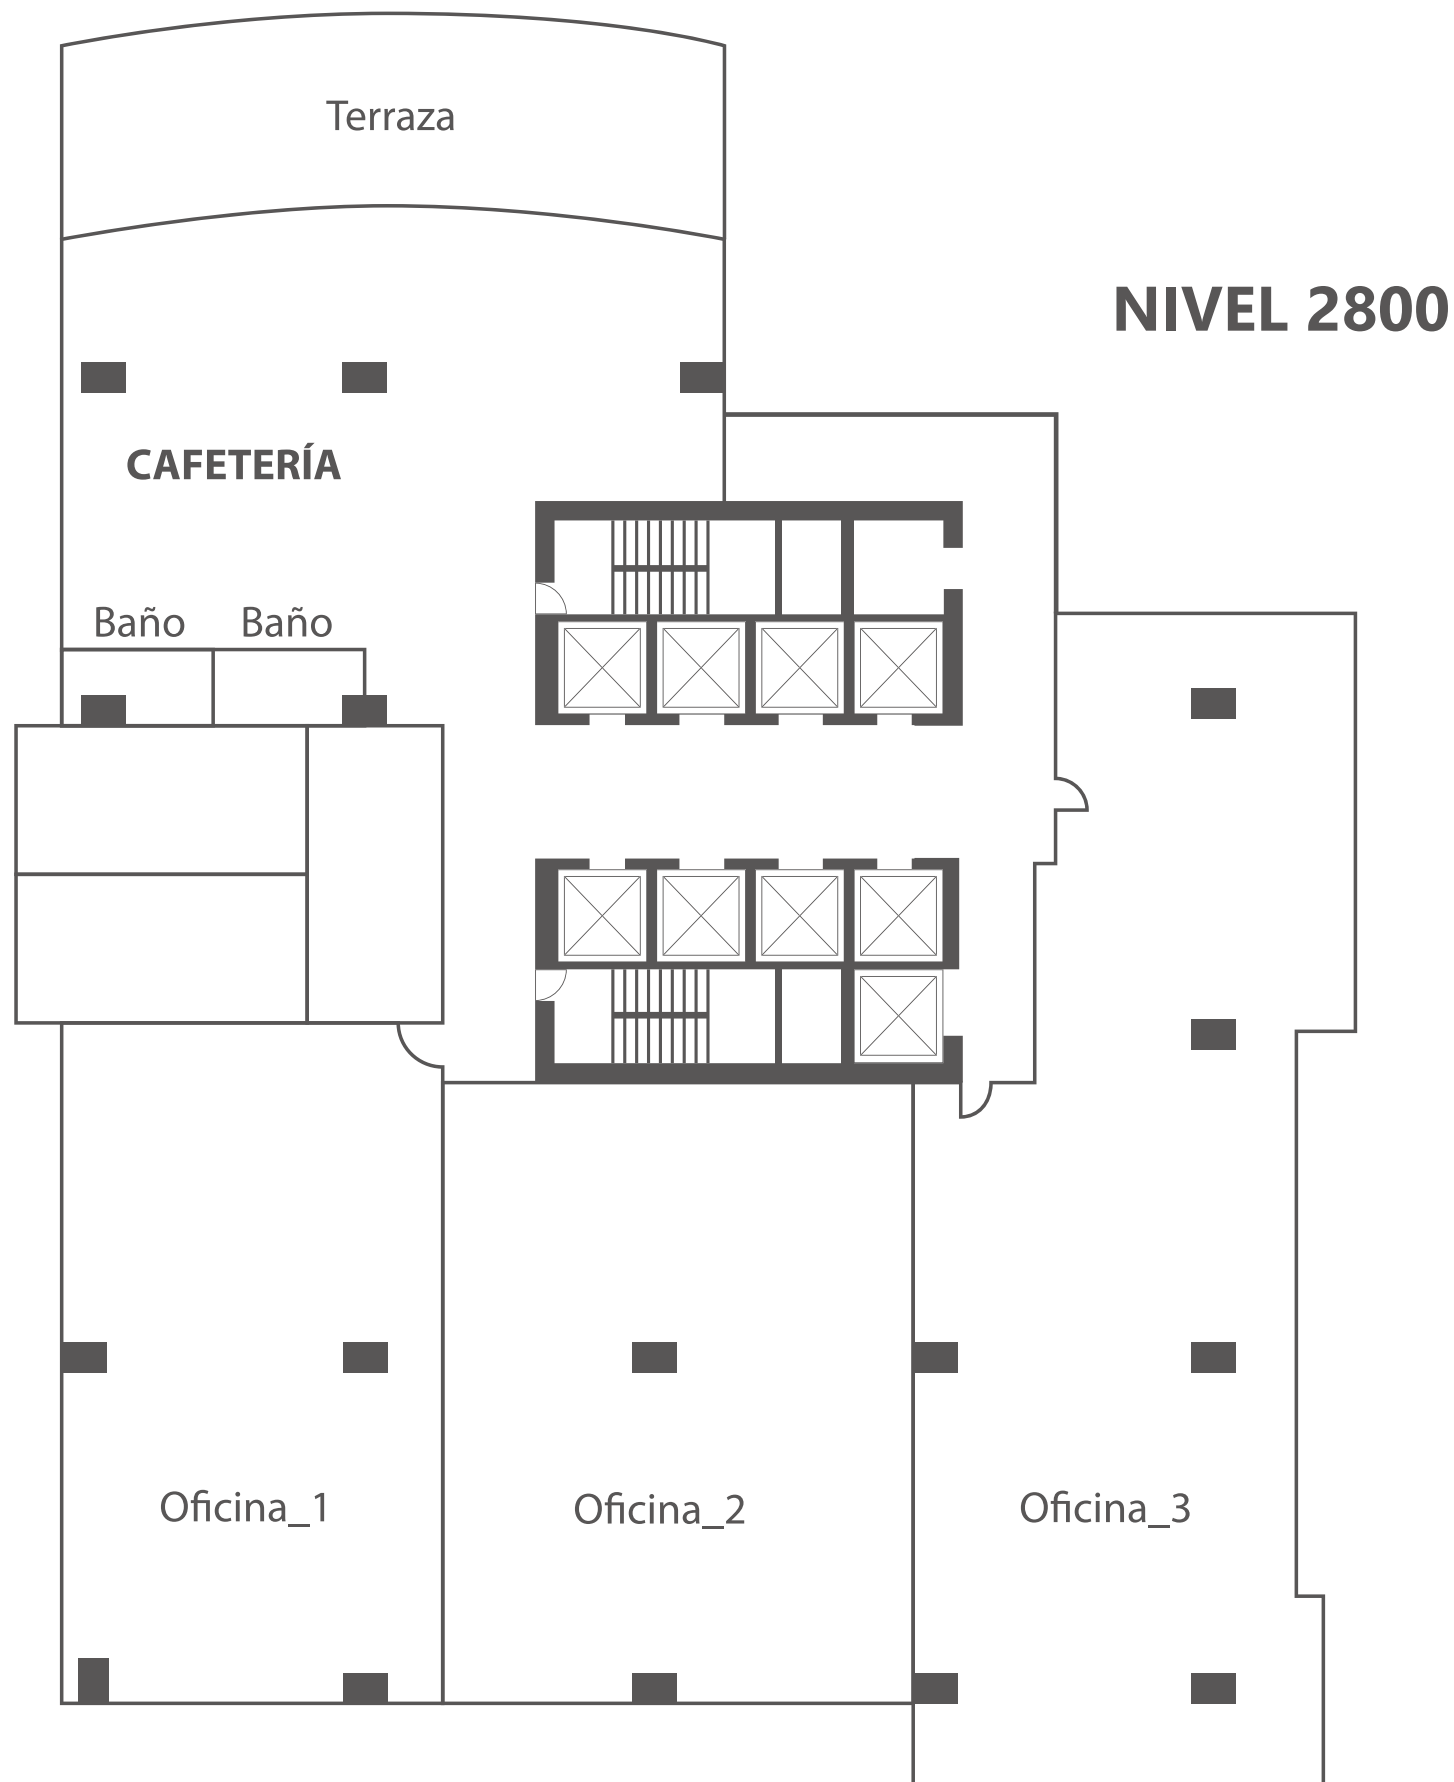 Terraza
NIVEL 2800
CAFETERÍA
Baño
Baño
Oficina_1
Oficina_2
Oficina_3